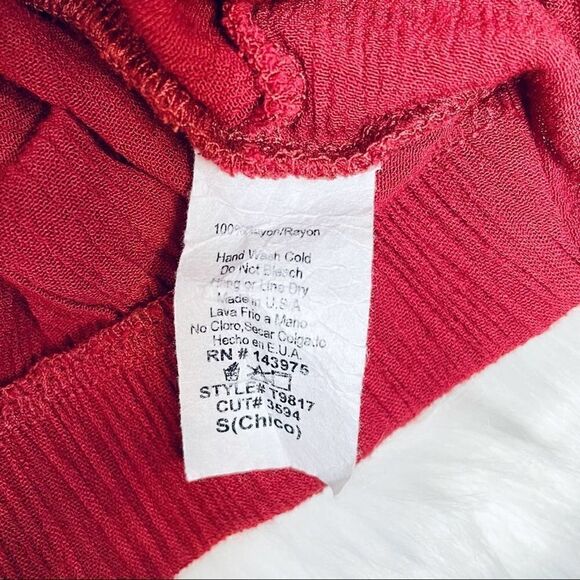 100% Rayon/Rayon
Hand Wash Cold
Do Not Bleach
Hang or Line Dry
Made in U.S.A
Lava Frio a Mano
No Cloro,Secar Colgado
Hecho en E.U.A.
RN # 143975
STYLE# T9817
CUT# 3594
S(Chico)